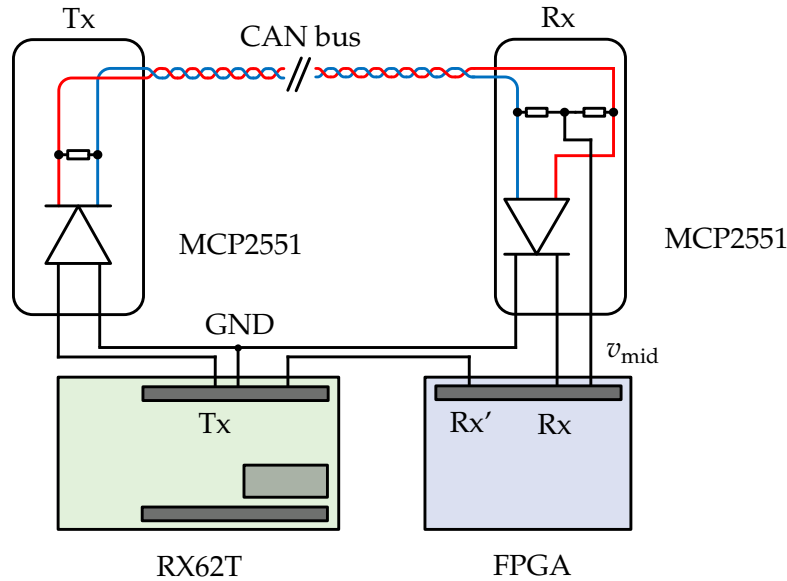 Tx
Rx
CAN bus
MCP2551
MCP2551
GND
v_mid
Tx
Rx′
Rx
RX62T
FPGA